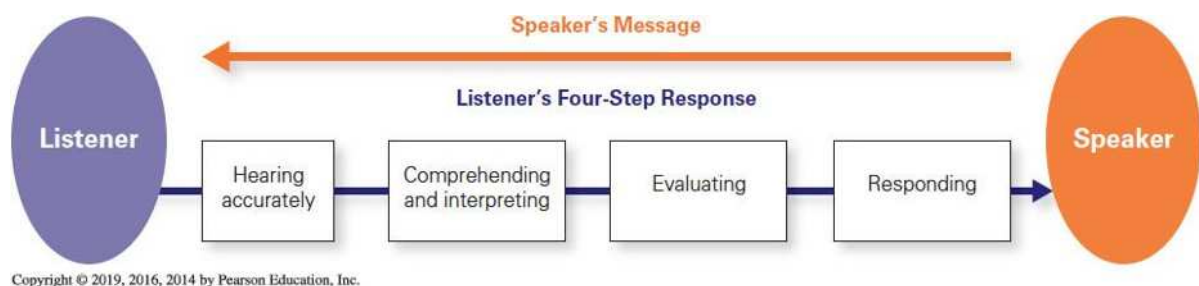 Speaker's Message
Listener's Four-Step Response
Listener
Hearing
accurately
Comprehending
and interpreting
Evaluating
Responding
Speaker
Copyright © 2019, 2016, 2014 by Pearson Education, Inc.